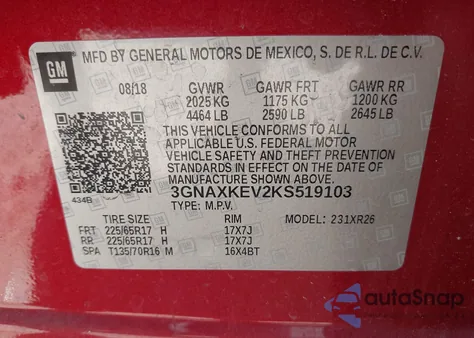 GM
MFD BY GENERAL MOTORS DE MEXICO, S. DE R.L. DE C.V.
08/18 GVWR GAWR FRT GAWR RR
2025 KG 1175 KG 1200 KG
4464 LB 2590 LB 2645 LB
THIS VEHICLE CONFORMS TO ALL
APPLICABLE U.S. FEDERAL MOTOR
VEHICLE SAFETY AND THEFT PREVENTION
STANDARDS IN EFFECT ON THE DATE OF
MANUFACTURE SHOWN ABOVE.
434B
3GNAXKEV2KS519103
TYPE: M.P.V.
TIRE SIZE RIM MODEL: 231XR26
FRT 225/65R17 H 17X7J
RR 225/65R17 H 17X7J
SPA T135/70R16 M 16X4BT
autoSnap